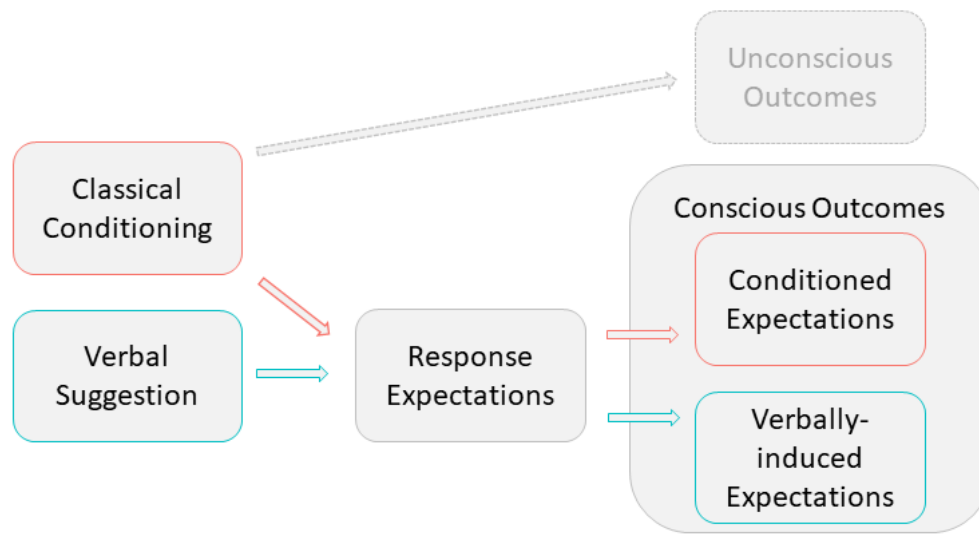 Unconscious
Outcomes
Classical
Conditioning
Conscious Outcomes
Conditioned
Expectations
Verbal
Suggestion
Response
Expectations
Verbally-
induced
Expectations